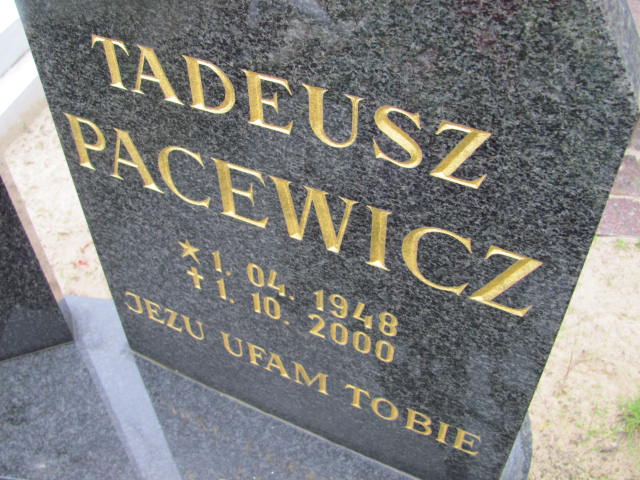 TADEUSZ
PACEWICZ
★ 1. 04. 1948
✝ 1. 10. 2000
JEZU UFAM TOBIE